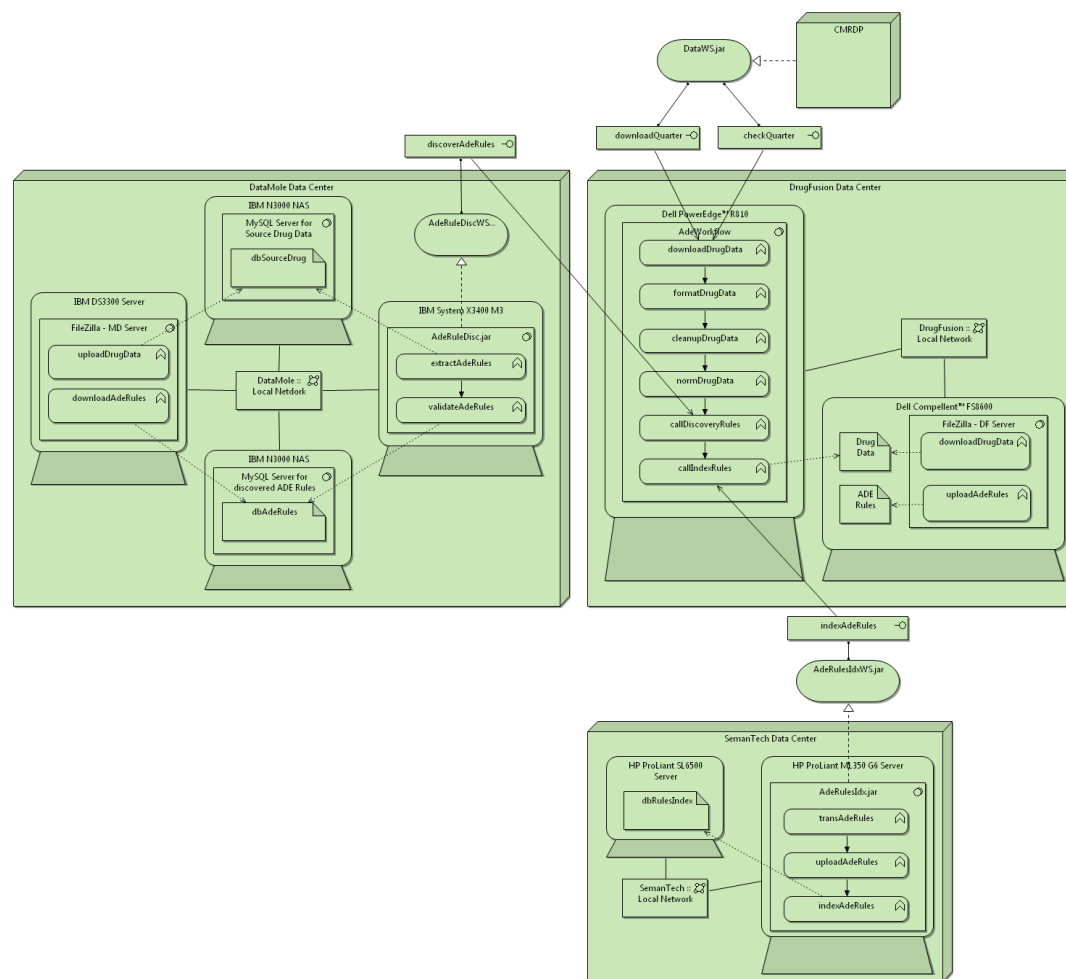 CMRDP
DataWS.jar
downloadQuarter
checkQuarter
discoverAdeRules
DataMole Data Center
IBM N3000 NAS
MySQL Server for
Source Drug Data
dbSourceDrug
AdeRuleDiscWS...
IBM DS3300 Server
FileZilla - MD Server
uploadDrugData
downloadAdeRules
DataMole ::
Local Netdork
IBM System X3400 M3
AdeRuleDisc.jar
extractAdeRules
validateAdeRules
IBM N3000 NAS
MySQL Server for
discovered ADE Rules
dbAdeRules
DrugFusion Data Center
Dell PowerEdge™ R810
AdeWorkflow
downloadDrugData
formatDrugData
cleanupDrugData
normDrugData
callDiscoveryRules
callIndexRules
DrugFusion ::
Local Network
Dell Compellent™ FS8600
FileZilla - DF Server
downloadDrugData
uploadAdeRules
Drug
Data
ADE
Rules
indexAdeRules
AdeRulesIdxWS.jar
SemanTech Data Center
HP ProLiant SL6500
Server
dbRulesIndex
SemanTech ::
Local Network
HP ProLiant ML350 G6 Server
AdeRulesIdx.jar
transAdeRules
uploadAdeRules
indexAdeRules